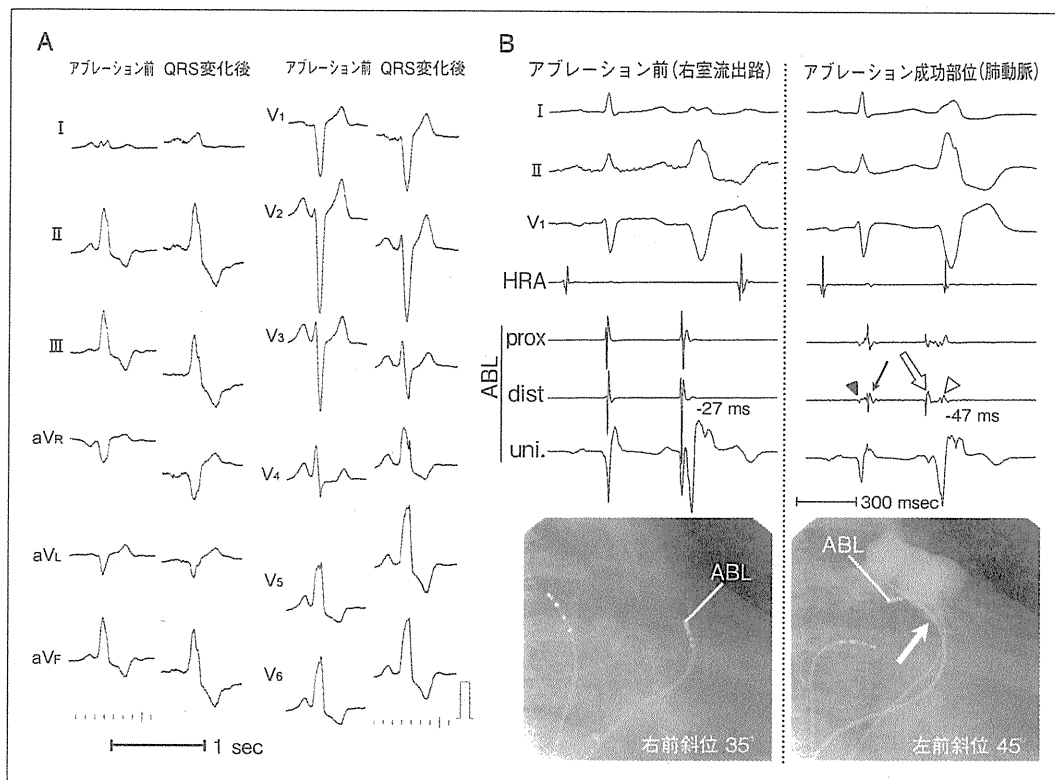 A
アブレーション前 QRS変化後 アブレーション前 QRS変化後
I
II
III
aVR
aVL
aVF
V1
V2
V3
V4
V5
V6
1 sec
B
アブレーション前(右室流出路)
アブレーション成功部位(肺動脈)
I
II
V1
HRA
ABL
prox
dist
uni.
-27 ms
-47 ms
300 msec
ABL
右前斜位 35°
ABL
左前斜位 45°